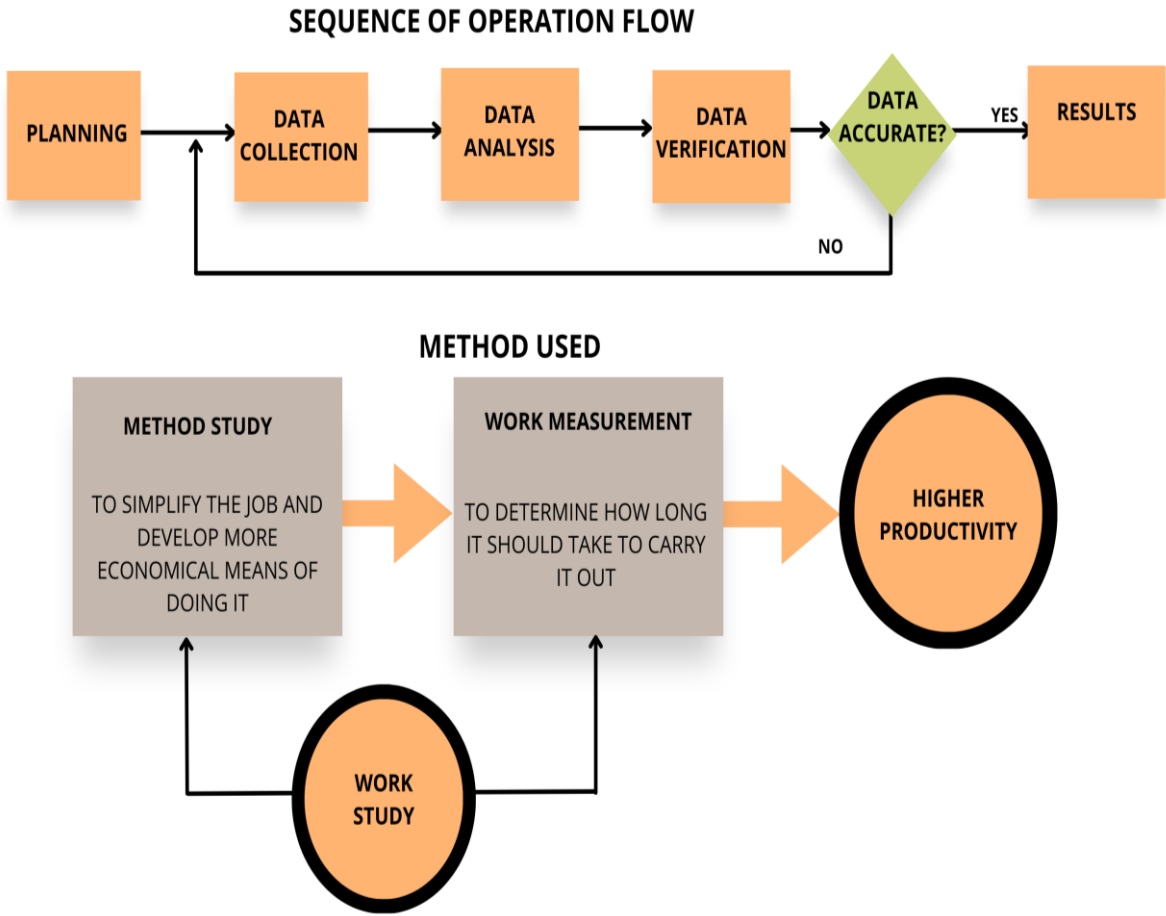 SEQUENCE OF OPERATION FLOW
PLANNING
DATA
COLLECTION
DATA
ANALYSIS
DATA
VERIFICATION
DATA
ACCURATE?
YES
RESULTS
NO
METHOD USED
METHOD STUDY
TO SIMPLIFY THE JOB AND
DEVELOP MORE
ECONOMICAL MEANS OF
DOING IT
WORK MEASUREMENT
TO DETERMINE HOW LONG
IT SHOULD TAKE TO CARRY
IT OUT
HIGHER
PRODUCTIVITY
WORK
STUDY